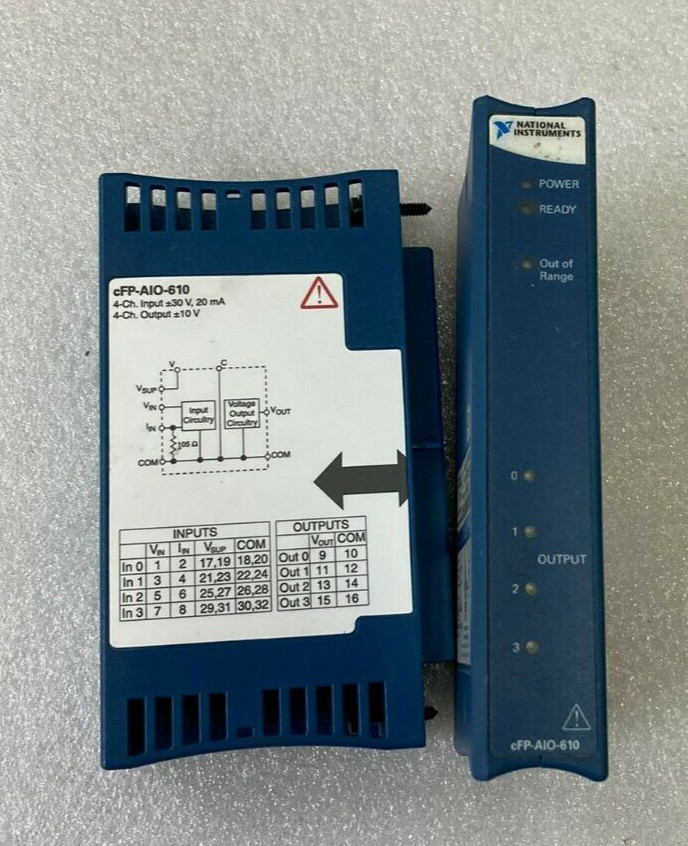 cFP-AIO-610
4-Ch. Input ±30 V, 20 mA
4-Ch. Output ±10 V
V
C
VSUP
VIN
IIN
COM
Input
Circuitry
Voltage
Output
Circuitry
VOUT
COM
105 Ω
INPUTS
VIN IIN VSUP COM
In 0 1 2 17,19 18,20
In 1 3 4 21,23 22,24
In 2 5 6 25,27 26,28
In 3 7 8 29,31 30,32
OUTPUTS
VOUT COM
Out 0 9 10
Out 1 11 12
Out 2 13 14
Out 3 15 16
NATIONAL
INSTRUMENTS
POWER
READY
Out of
Range
0
1
OUTPUT
2
3
cFP-AIO-610